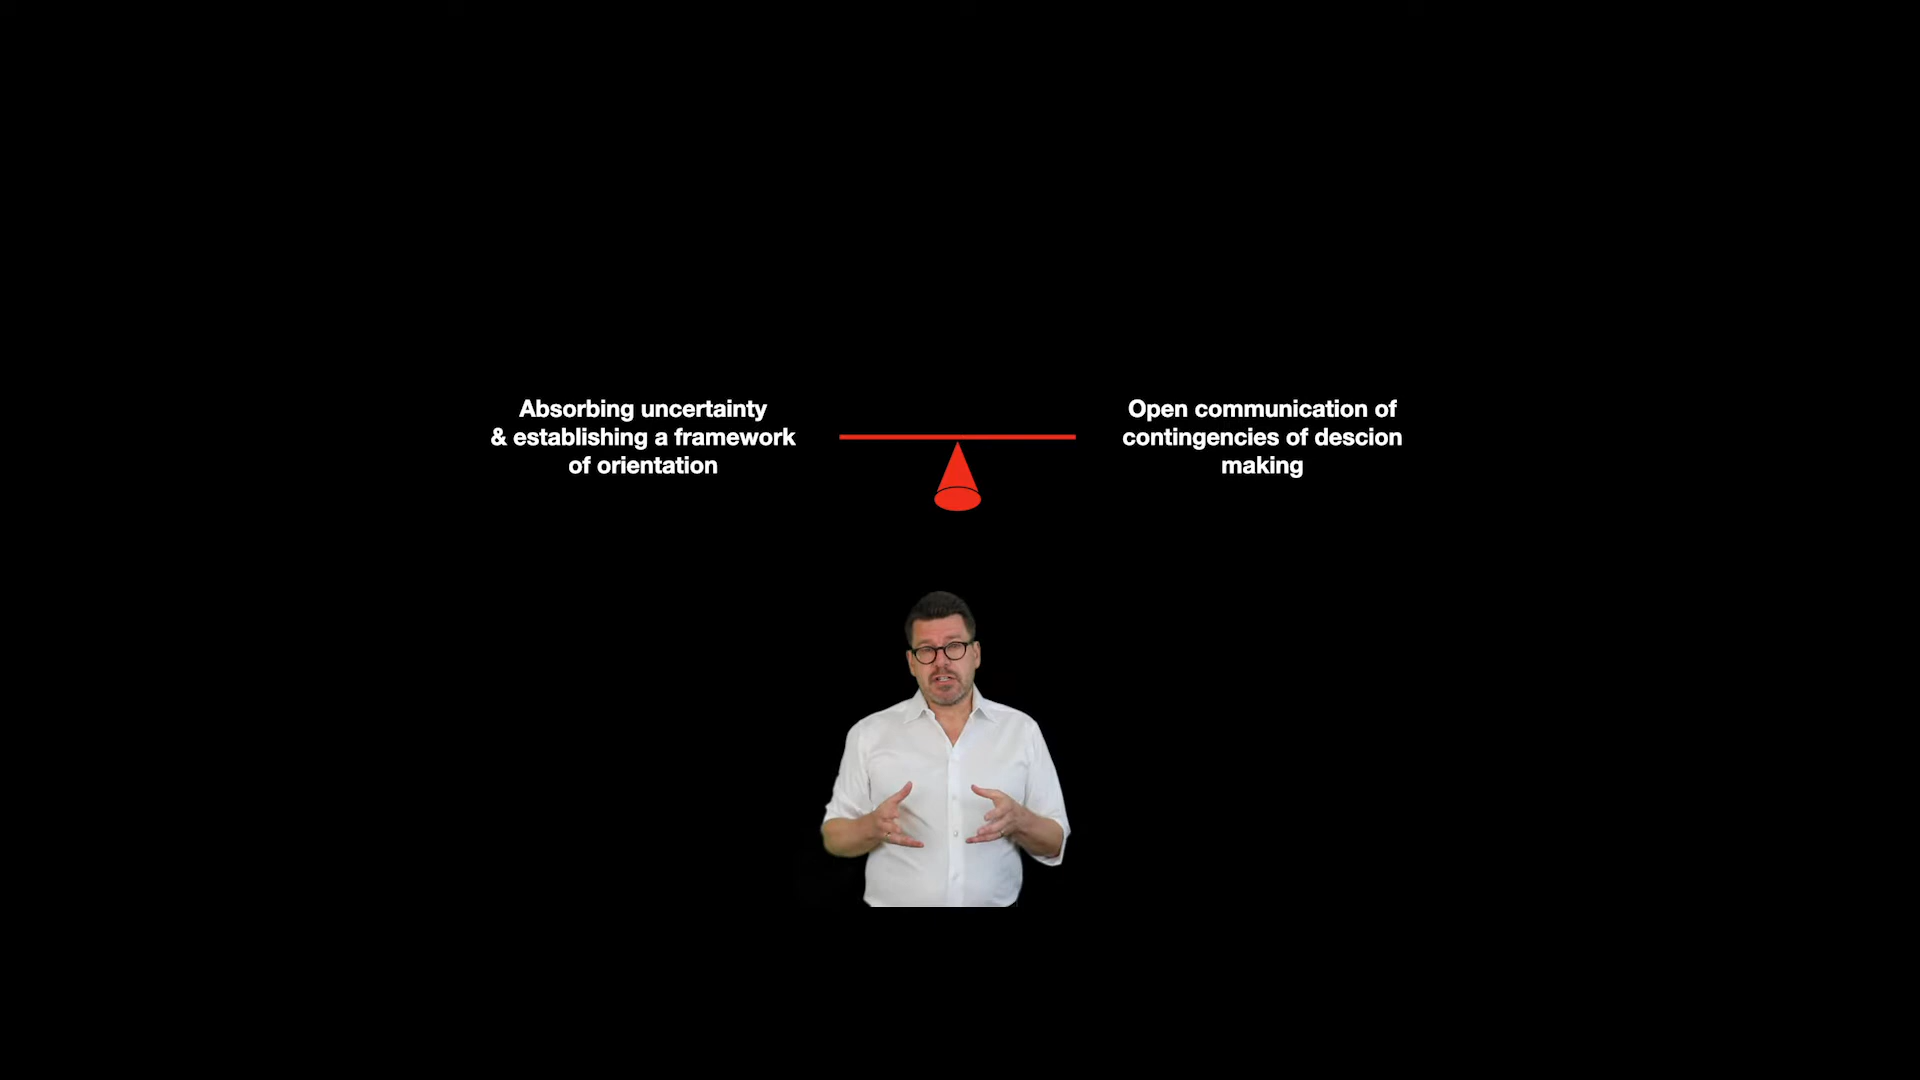 Absorbing uncertainty
& establishing a framework
of orientation
Open communication of
contingencies of descion
making